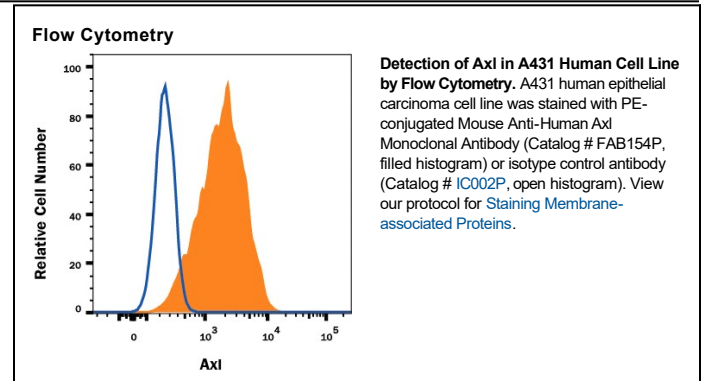 Flow Cytometry
100
80
60
40
20
0
Relative Cell Number
0
10³
10⁴
10⁵
Axl
Detection of Axl in A431 Human Cell Line
by Flow Cytometry. A431 human epithelial
carcinoma cell line was stained with PE-
conjugated Mouse Anti-Human Axl
Monoclonal Antibody (Catalog # FAB154P,
filled histogram) or isotype control antibody
(Catalog # IC002P, open histogram). View
our protocol for Staining Membrane-
associated Proteins.